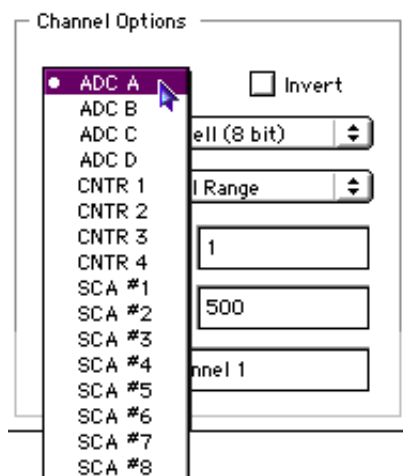 Channel Options
ADC A
Invert
ADC B
ADC C
ell (8 bit)
ADC D
CNTR 1
l Range
CNTR 2
CNTR 3
1
CNTR 4
SCA #1
SCA #2
500
SCA #3
SCA #4
nnel 1
SCA #5
SCA #6
SCA #7
SCA #8